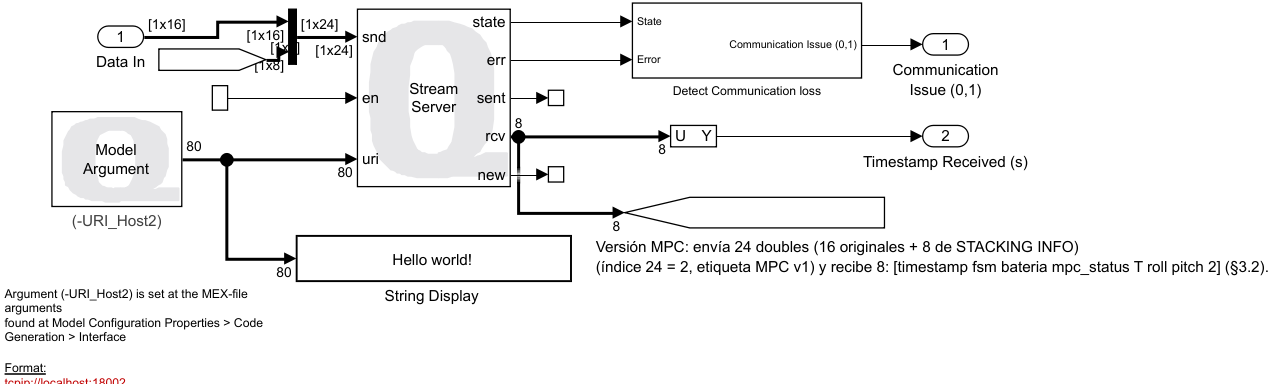 [1x16]
[1x16]
[1x24]
[1x24]
[1x8]
1
Data In
snd
en
uri
Stream
Server
state
err
sent
rcv
new
State
Error
Communication Issue (0,1)
Detect Communication loss
1
Communication
Issue (0,1)
8
8
U Y
2
Timestamp Received (s)
8
Model
Argument
80
80
(-URI_Host2)
80
Hello world!
String Display
Versión MPC: envía 24 doubles (16 originales + 8 de STACKING INFO)
(índice 24 = 2, etiqueta MPC v1) y recibe 8: [timestamp fsm bateria mpc_status T roll pitch 2] (§3.2).
Argument (-URI_Host2) is set at the MEX-file
arguments
found at Model Configuration Properties > Code
Generation > Interface
Format:
tcpip://localhost:18002